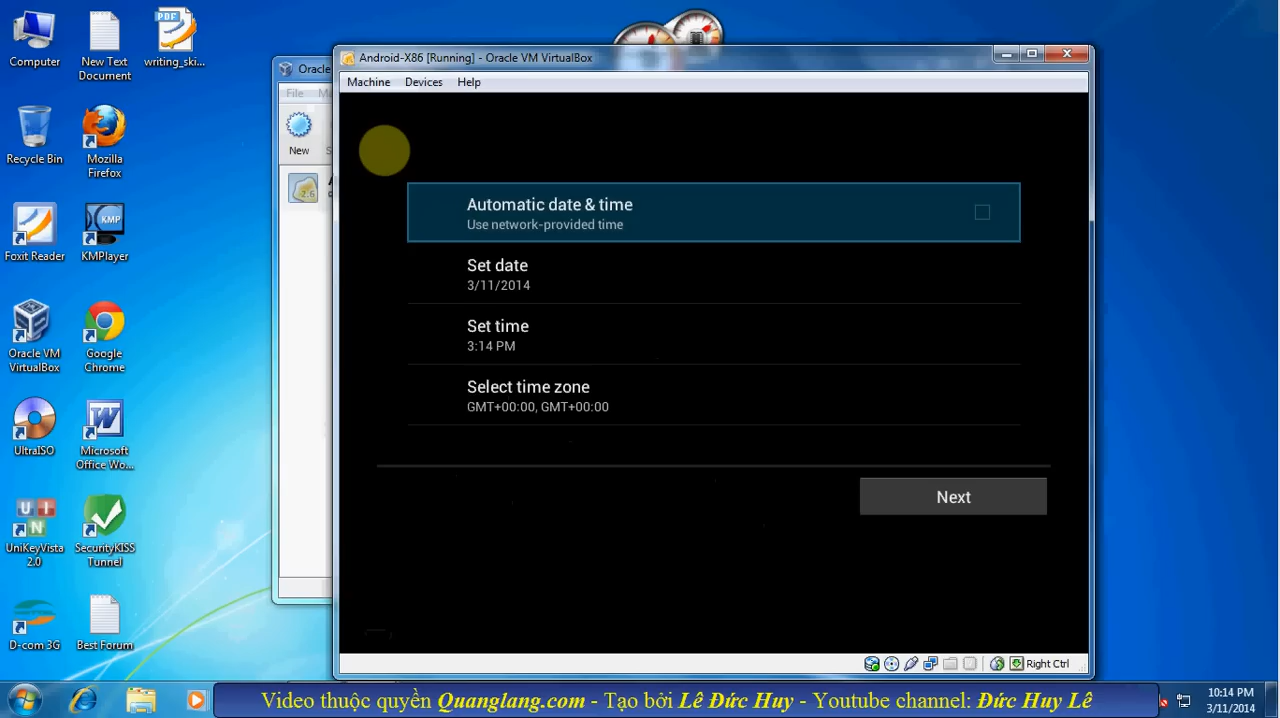 Computer
New Text
Document
PDF
writing_ski...
Recycle Bin
Mozilla
Firefox
Foxit Reader
KMP
KMPlayer
Oracle VM
VirtualBox
Google
Chrome
UltraISO
Microsoft
Office Wo...
U I
N
UniKeyVista
2.0
SecurityKISS
Tunnel
D-com 3G
Best Forum
Oracle
File
New
2.6
Android-X86 [Running] - Oracle VM VirtualBox
Machine Devices Help
Automatic date & time
Use network-provided time
Set date
3/11/2014
Set time
3:14 PM
Select time zone
GMT+00:00, GMT+00:00
Next
Right Ctrl
Video thuộc quyền Quanglang.com - Tạo bởi Lê Đức Huy - Youtube channel: Đức Huy Lê
10:14 PM
3/11/2014